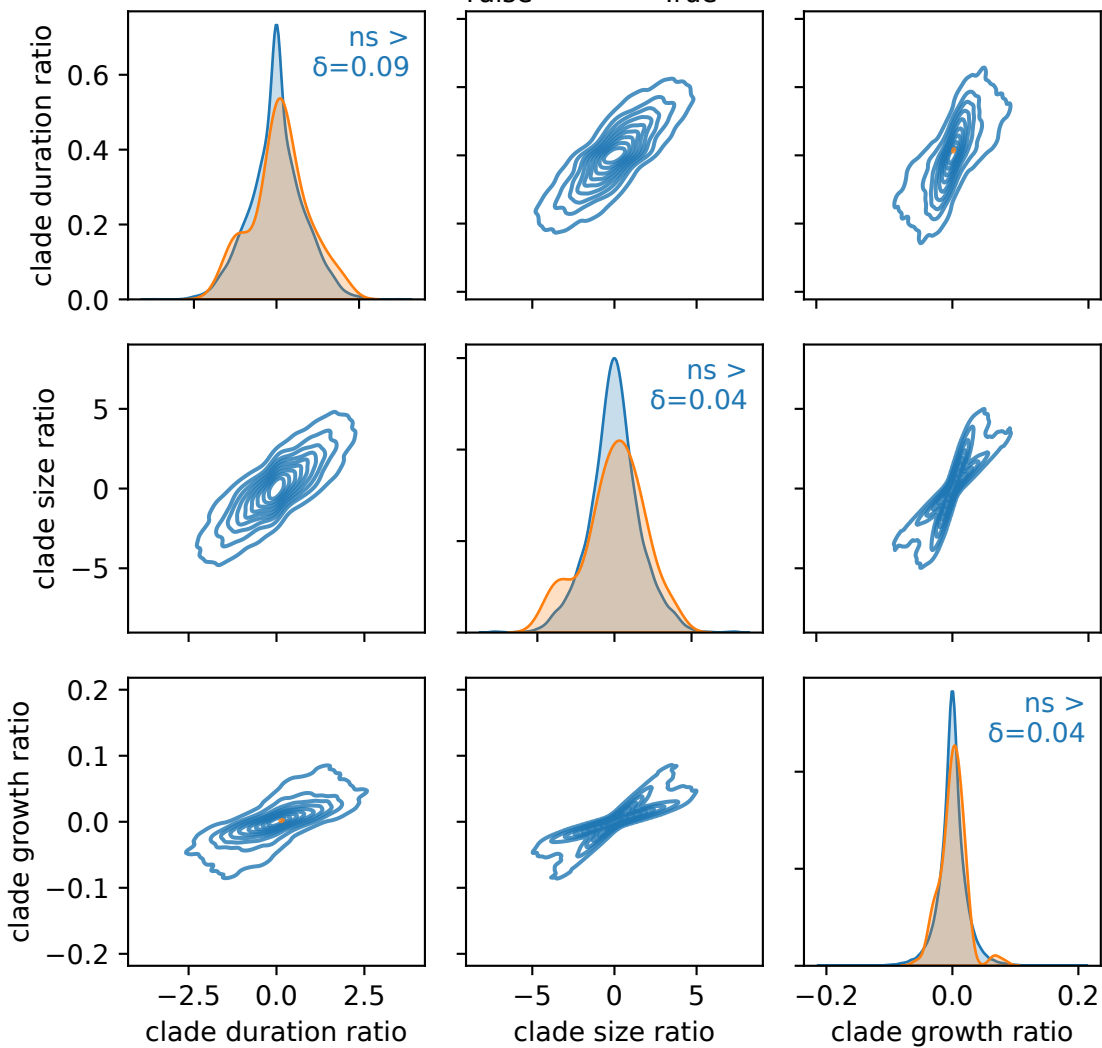 clade duration ratio
0.6
0.4
0.2
0.0
ns >
δ=0.09
clade size ratio
5
0
−5
ns >
δ=0.04
clade growth ratio
0.2
0.1
0.0
−0.1
−0.2
ns >
δ=0.04
−2.5 0.0 2.5
−5 0 5
−0.2 0.0 0.2
clade duration ratio
clade size ratio
clade growth ratio